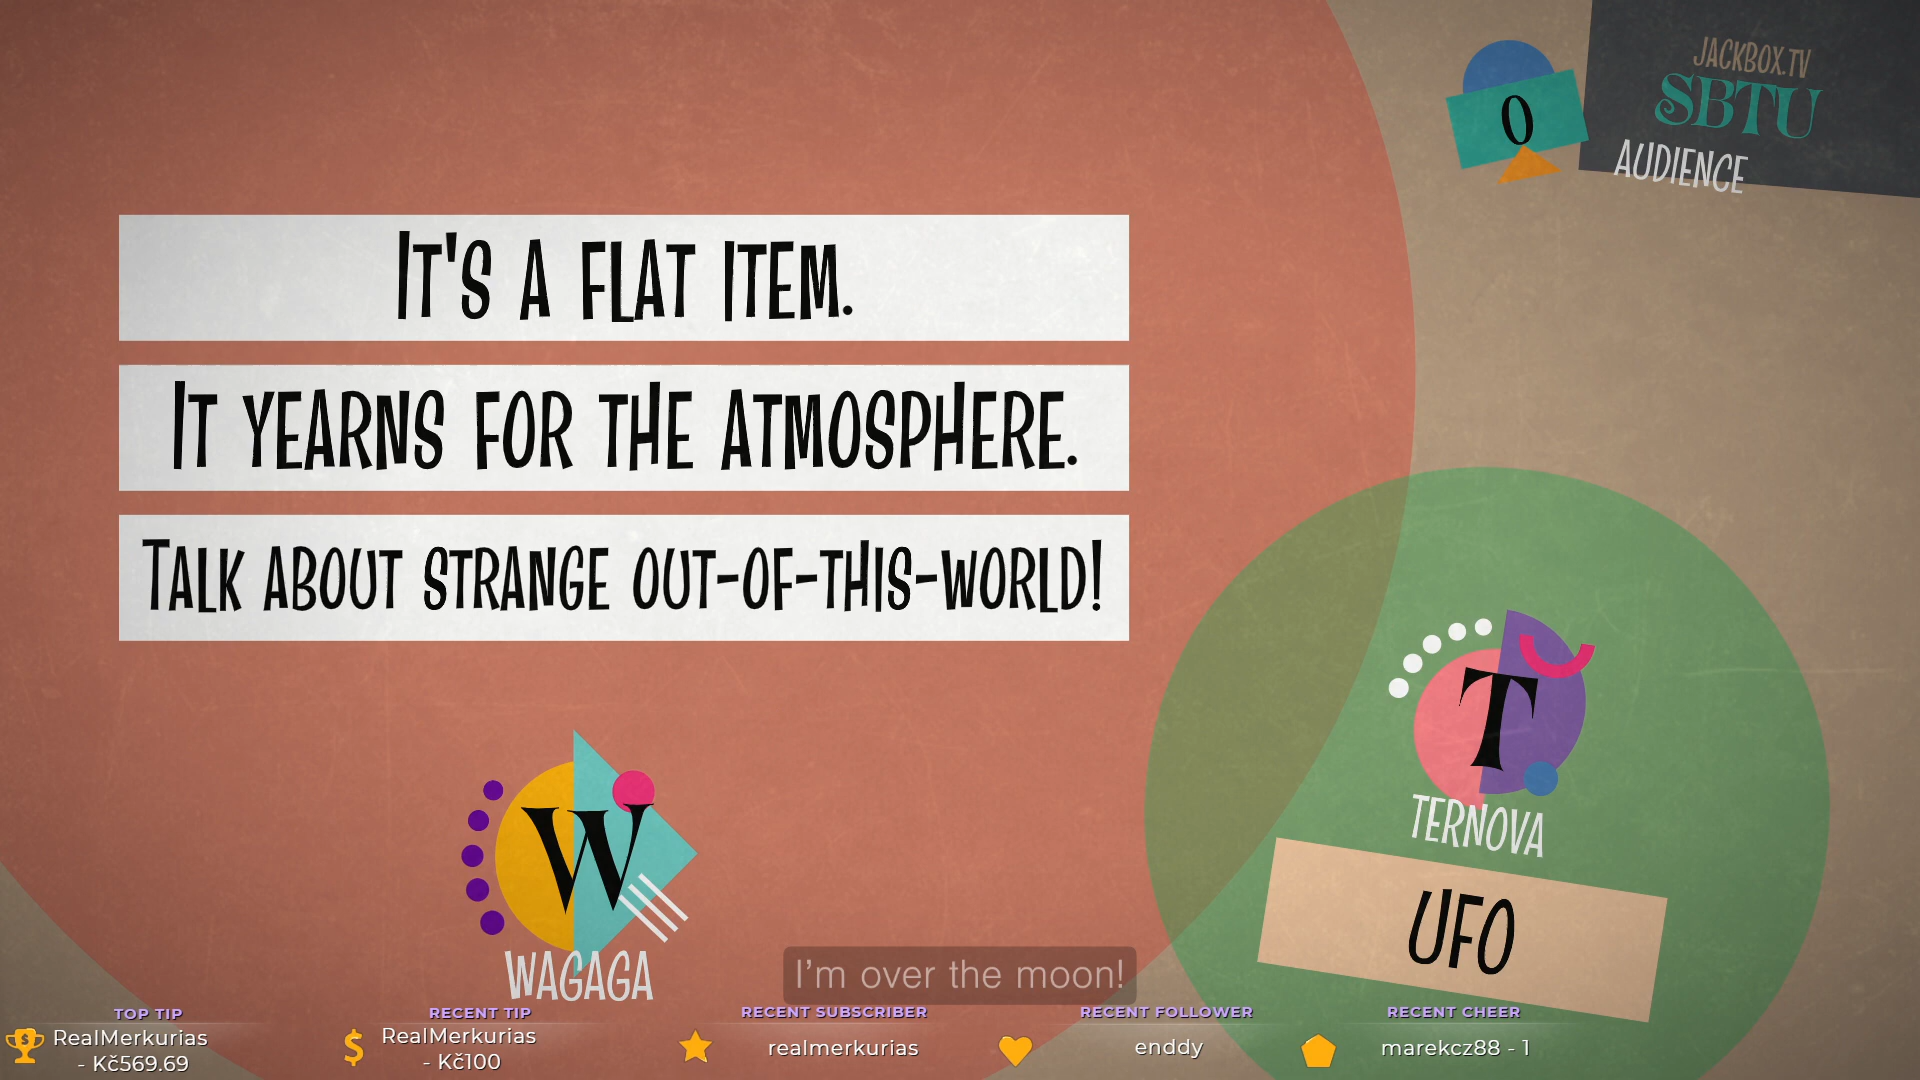 JACKBOX.TV
SBTU
0
AUDIENCE
IT'S A FLAT ITEM.
IT YEARNS FOR THE ATMOSPHERE.
TALK ABOUT STRANGE OUT-OF-THIS-WORLD!
T
TERNOVA
UFO
W
WAGAGA
I'm over the moon!
TOP TIP
RealMerkurias
- Kč569.69
RECENT TIP
RealMerkurias
- Kč100
RECENT SUBSCRIBER
realmerkurias
RECENT FOLLOWER
enddy
RECENT CHEER
marekcz88 - 1